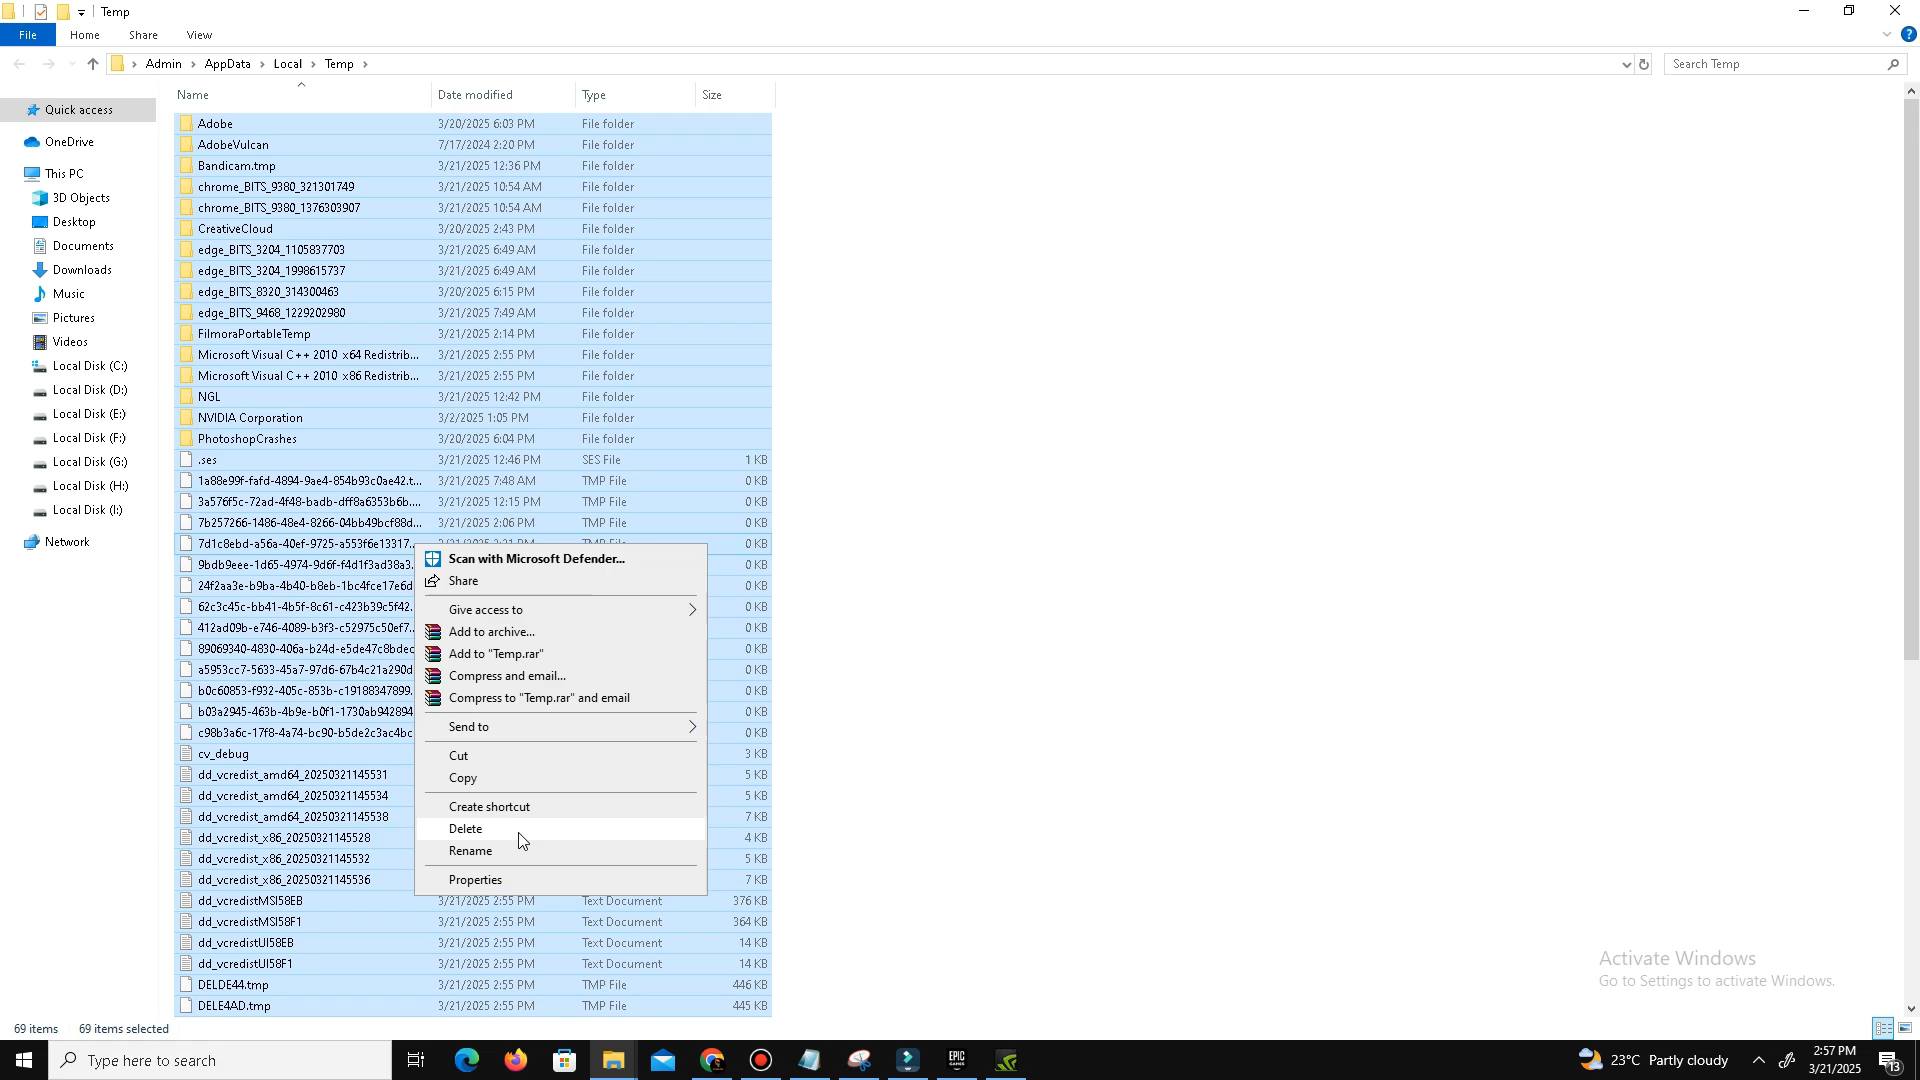 Temp
File Home Share View
Admin AppData Local Temp
Search Temp
Name Date modified Type Size
Quick access
OneDrive
This PC
3D Objects
Desktop
Documents
Downloads
Music
Pictures
Videos
Local Disk (C:)
Local Disk (D:)
Local Disk (E:)
Local Disk (F:)
Local Disk (G:)
Local Disk (H:)
Local Disk (I:)
Network
Adobe 3/20/2025 6:03 PM File folder
AdobeVulcan 7/17/2024 2:20 PM File folder
Bandicam.tmp 3/21/2025 12:36 PM File folder
chrome_BITS_9380_321301749 3/21/2025 10:54 AM File folder
chrome_BITS_9380_1376303907 3/21/2025 10:54 AM File folder
CreativeCloud 3/20/2025 2:43 PM File folder
edge_BITS_3204_1105837703 3/21/2025 6:49 AM File folder
edge_BITS_3204_1998615737 3/21/2025 6:49 AM File folder
edge_BITS_8320_314300463 3/20/2025 6:15 PM File folder
edge_BITS_9468_1229202980 3/21/2025 7:49 AM File folder
FilmoraPortableTemp 3/21/2025 2:14 PM File folder
Microsoft Visual C++ 2010 x64 Redistrib... 3/21/2025 2:55 PM File folder
Microsoft Visual C++ 2010 x86 Redistrib... 3/21/2025 2:55 PM File folder
NGL 3/21/2025 12:42 PM File folder
NVIDIA Corporation 3/2/2025 1:05 PM File folder
PhotoshopCrashes 3/20/2025 6:04 PM File folder
.ses 3/21/2025 12:46 PM SES File 1 KB
1a88e99f-fafd-4894-9ae4-854b93c0ae42.t... 3/21/2025 7:48 AM TMP File 0 KB
3a576f5c-72ad-4f48-badb-dff8a6353b6b.... 3/21/2025 12:15 PM TMP File 0 KB
7b257266-1486-48e4-8266-04bb49bcf88d... 3/21/2025 2:06 PM TMP File 0 KB
7d1c8ebd-a56a-40ef-9725-a553f6e13317... 0 KB
9bdb9eee-1d65-4974-9d6f-f4d1f3ad38a3. 0 KB
24f2aa3e-b9ba-4b40-b8eb-1bc4fce17e6d 0 KB
62c3c45c-bb41-4b5f-8c61-c423b39c5f42. 0 KB
412ad09b-e746-4089-b3f3-c52975c50ef7.. 0 KB
89069340-4830-406a-b24d-e5de47c8bdec 0 KB
a5953cc7-5633-45a7-97d6-67b4c21a290d 0 KB
b0c60853-f932-405c-853b-c19188347899. 0 KB
b03a2945-463b-4b9e-b0f1-1730ab942894 0 KB
c98b3a6c-17f8-4a74-bc90-b5de2c3ac4bc 0 KB
cv_debug 3 KB
dd_vcredist_amd64_20250321145531 5 KB
dd_vcredist_amd64_20250321145534 5 KB
dd_vcredist_amd64_20250321145538 7 KB
dd_vcredist_x86_20250321145528 4 KB
dd_vcredist_x86_20250321145532 5 KB
dd_vcredist_x86_20250321145536 7 KB
dd_vcredistMSI58EB 3/21/2025 2:55 PM Text Document 376 KB
dd_vcredistMSI58F1 3/21/2025 2:55 PM Text Document 364 KB
dd_vcredistUI58EB 3/21/2025 2:55 PM Text Document 14 KB
dd_vcredistUI58F1 3/21/2025 2:55 PM Text Document 14 KB
DELDE44.tmp 3/21/2025 2:55 PM TMP File 446 KB
DELE4AD.tmp 3/21/2025 2:55 PM TMP File 445 KB
Scan with Microsoft Defender...
Share
Give access to
Add to archive...
Add to "Temp.rar"
Compress and email...
Compress to "Temp.rar" and email
Send to
Cut
Copy
Create shortcut
Delete
Rename
Properties
Activate Windows
Go to Settings to activate Windows.
69 items 69 items selected
Type here to search
EPIC
GAMES
23°C Partly cloudy
2:57 PM
3/21/2025
13